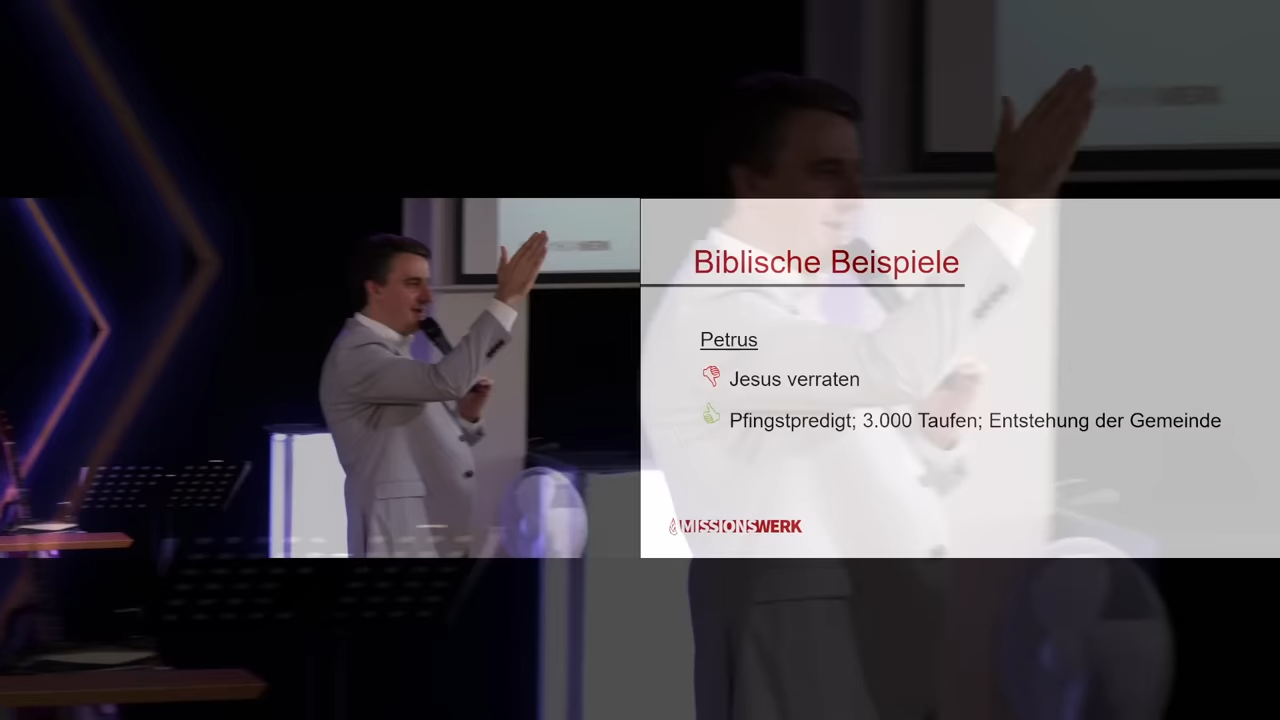 Biblische Beispiele
Petrus
Jesus verraten
Pfingstpredigt; 3.000 Taufen; Entstehung der Gemeinde
MISSIONSWERK